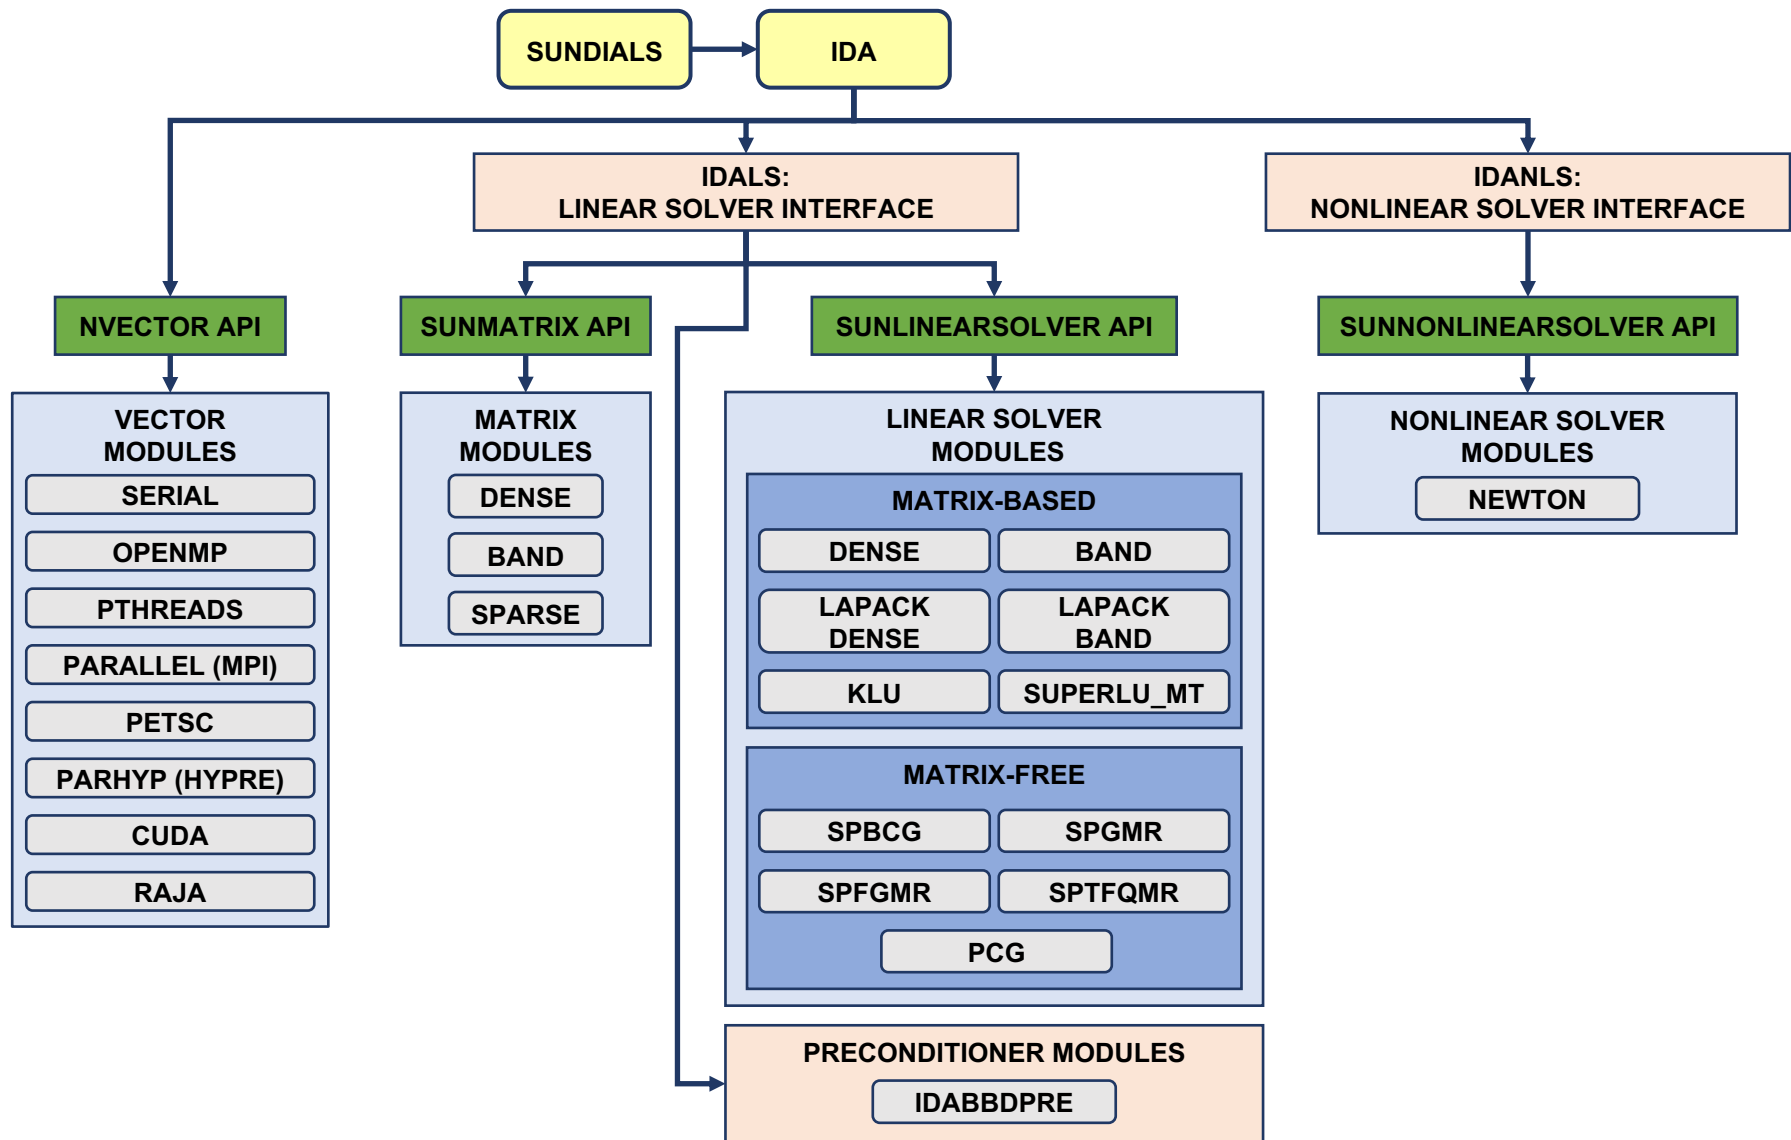 SUNDIALS
IDA
IDALS:
LINEAR SOLVER INTERFACE
IDANLS:
NONLINEAR SOLVER INTERFACE
NVECTOR API
SUNMATRIX API
SUNLINEARSOLVER API
SUNNONLINEARSOLVER API
VECTOR
MODULES
SERIAL
OPENMP
PTHREADS
PARALLEL (MPI)
PETSC
PARHYP (HYPRE)
CUDA
RAJA
MATRIX
MODULES
DENSE
BAND
SPARSE
LINEAR SOLVER
MODULES
MATRIX-BASED
DENSE
BAND
LAPACK
DENSE
LAPACK
BAND
KLU
SUPERLU_MT
MATRIX-FREE
SPBCG
SPGMR
SPFGMR
SPTFQMR
PCG
NONLINEAR SOLVER
MODULES
NEWTON
PRECONDITIONER MODULES
IDABBDPRE